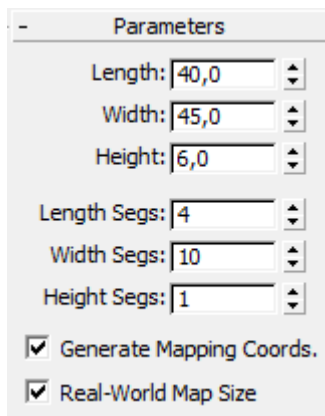 - Parameters
Length: 40,0
Width: 45,0
Height: 6,0
Length Segs: 4
Width Segs: 10
Height Segs: 1
Generate Mapping Coords.
Real-World Map Size